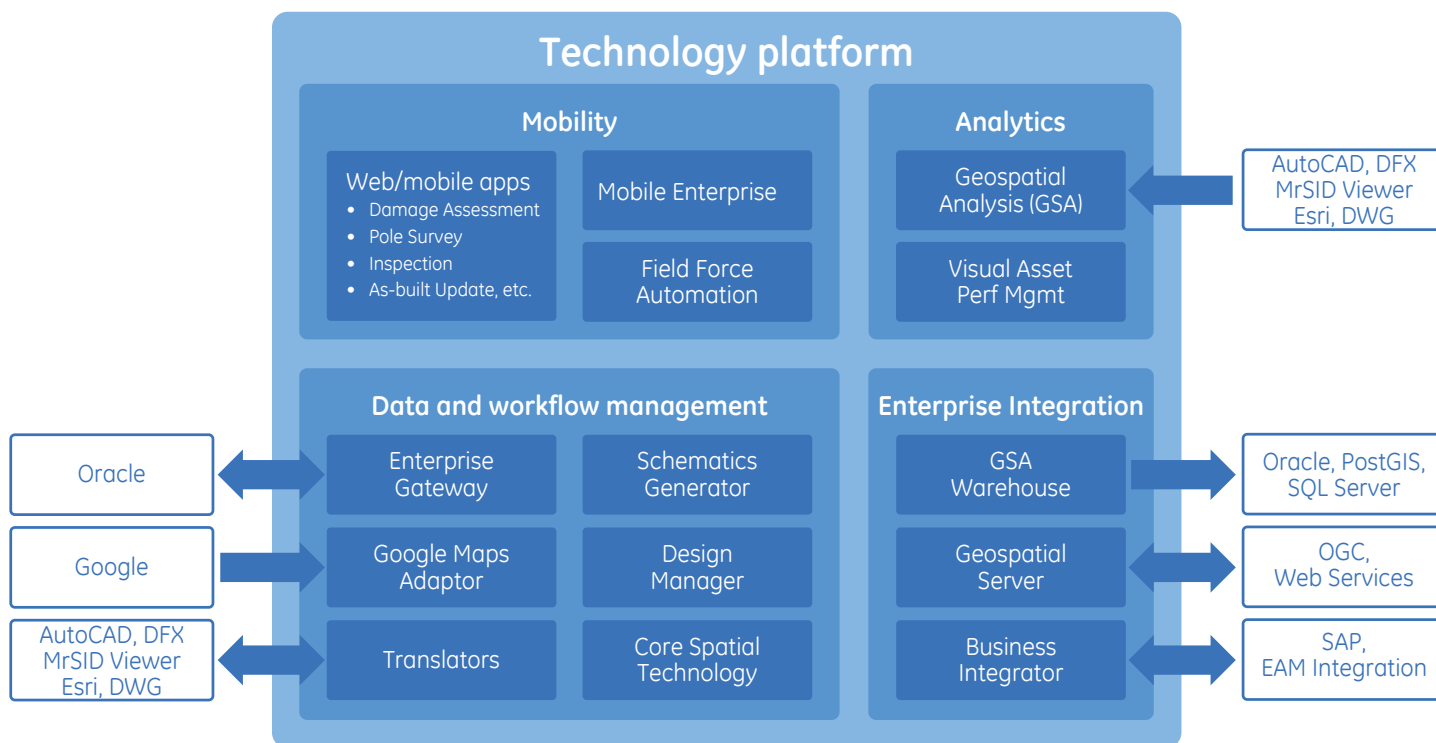 Technology platform
Mobility
Web/mobile apps
• Damage Assessment
• Pole Survey
• Inspection
• As-built Update, etc.
Mobile Enterprise
Field Force
Automation
Analytics
Geospatial
Analysis (GSA)
Visual Asset
Perf Mgmt
AutoCAD, DFX
MrSID Viewer
Esri, DWG
Data and workflow management
Oracle
Enterprise
Gateway
Schematics
Generator
Google
Google Maps
Adaptor
Design
Manager
AutoCAD, DFX
MrSID Viewer
Esri, DWG
Translators
Core Spatial
Technology
Enterprise Integration
GSA
Warehouse
Oracle, PostGIS,
SQL Server
Geospatial
Server
OGC,
Web Services
Business
Integrator
SAP,
EAM Integration